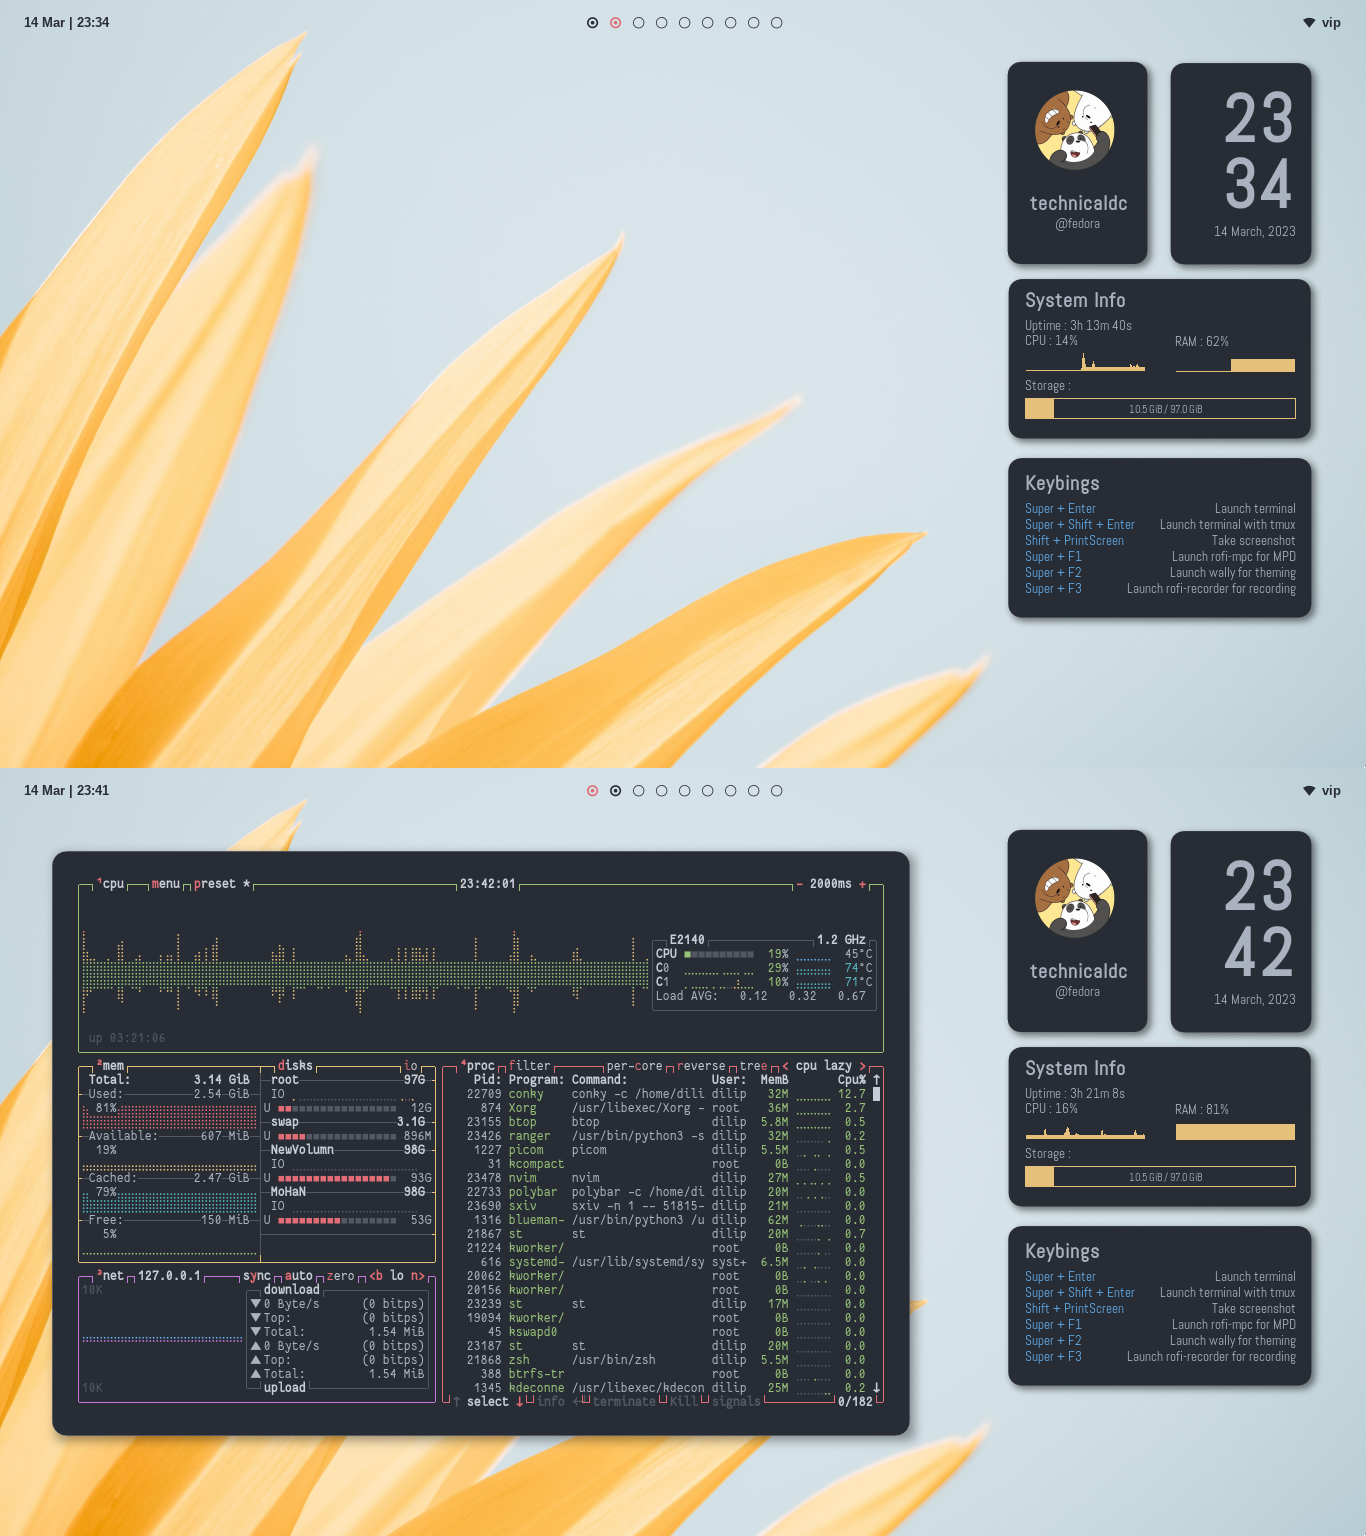 14 Mar | 23:34
vip
technicaldc
@fedora
23
34
14 March, 2023
System Info
Uptime : 3h 13m 40s
CPU : 14%
RAM : 62%
Storage :
10.5GiB / 97.0GiB
Keybings
Super + Enter Launch terminal
Super + Shift + Enter Launch terminal with tmux
Shift + PrintScreen Take screenshot
Super + F1 Launch rofi-mpc for MPD
Super + F2 Launch wally for theming
Super + F3 Launch rofi-recorder for recording
14 Mar | 23:41
vip
¹cpu menu preset * 23:42:01 - 2000ms +
E2140 1.2 GHz
CPU 19% 45°C
C0 29% 74°C
C1 10% 71°C
Load AVG: 0.12 0.32 0.67
up 03:21:06
²mem disks io
Total: 3.14 GiB
Used: 2.54 GiB
81%
Available: 607 MiB
19%
Cached: 2.47 GiB
79%
Free: 150 MiB
5%
root 97G
IO
U 12G
swap 3.1G
U 896M
NewVolumn 98G
IO
U 93G
MoHaN 98G
IO
U 53G
³net 127.0.0.1 sync auto zero <b lo n>
10K
download
▼0 Byte/s (0 bitps)
▼Top: (0 bitps)
▼Total: 1.54 MiB
▲0 Byte/s (0 bitps)
▲Top: (0 bitps)
▲Total: 1.54 MiB
10K
upload
⁴proc filter per-core reverse tree < cpu lazy >
Pid: Program: Command: User: MemB Cpu% ↑
22709 conky conky -c /home/dili dilip 32M 12.7
874 Xorg /usr/libexec/Xorg - root 36M 2.7
23155 btop btop dilip 5.8M 0.5
23426 ranger /usr/bin/python3 -s dilip 32M 0.2
1227 picom picom dilip 5.5M 0.5
31 kcompact root 0B 0.0
23478 nvim nvim dilip 27M 0.5
22733 polybar polybar -c /home/di dilip 20M 0.0
23690 sxiv sxiv -n 1 -- 51815- dilip 21M 0.0
1316 blueman- /usr/bin/python3 /u dilip 62M 0.0
21867 st st dilip 20M 0.7
21224 kworker/ root 0B 0.0
616 systemd- /usr/lib/systemd/sy syst+ 6.5M 0.0
20062 kworker/ root 0B 0.0
20156 kworker/ root 0B 0.0
23239 st st dilip 17M 0.0
19094 kworker/ root 0B 0.0
45 kswapd0 root 0B 0.0
23187 st st dilip 20M 0.0
21868 zsh /usr/bin/zsh dilip 5.5M 0.0
388 btrfs-tr root 0B 0.0
1345 kdeconne /usr/libexec/kdecon dilip 25M 0.2 ↓
↑ select ↓ info ↲ terminate Kill signals 0/182
technicaldc
@fedora
23
42
14 March, 2023
System Info
Uptime : 3h 21m 8s
CPU : 16%
RAM : 81%
Storage :
10.5GiB / 97.0GiB
Keybings
Super + Enter Launch terminal
Super + Shift + Enter Launch terminal with tmux
Shift + PrintScreen Take screenshot
Super + F1 Launch rofi-mpc for MPD
Super + F2 Launch wally for theming
Super + F3 Launch rofi-recorder for recording